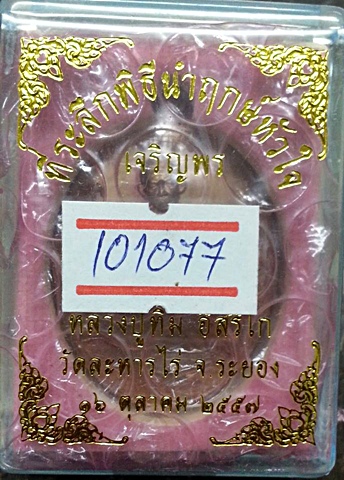 ที่ระลึกพิธีนำฤกษ์หัวใจ
เจริญพร
101077
หลวงปู่ทิม อิสริโก
วัดละหารไร่ จ.ระยอง
๑๖ ตุลาคม ๒๕๕๗